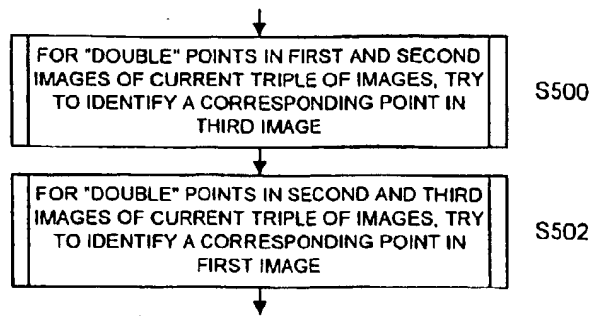 FOR "DOUBLE" POINTS IN FIRST AND SECOND
IMAGES OF CURRENT TRIPLE OF IMAGES, TRY
TO IDENTIFY A CORRESPONDING POINT IN
THIRD IMAGE
S500
FOR "DOUBLE" POINTS IN SECOND AND THIRD
IMAGES OF CURRENT TRIPLE OF IMAGES, TRY
TO IDENTIFY A CORRESPONDING POINT IN
FIRST IMAGE
S502